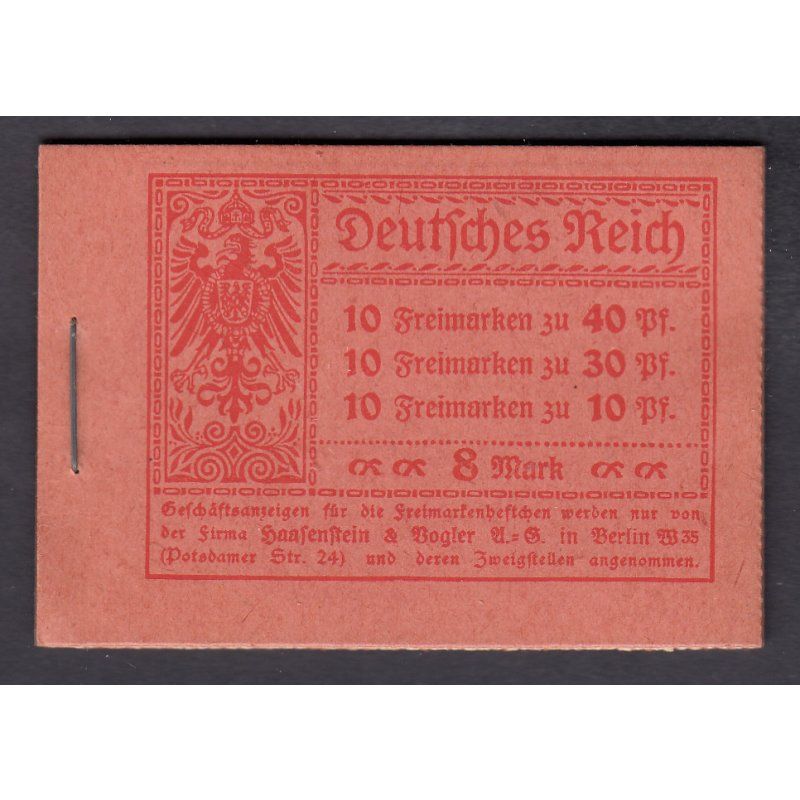 Deutsches Reich
10 Freimarken zu 40 Pf.
10 Freimarken zu 30 Pf.
10 Freimarken zu 10 Pf.
8 Mark
Geschäftsanzeigen für die Freimarkenheftchen werden nur von
der Firma Haasenstein & Vogler A.=G. in Berlin W 35
(Potsdamer Str. 24) und deren Zweigstellen angenommen.